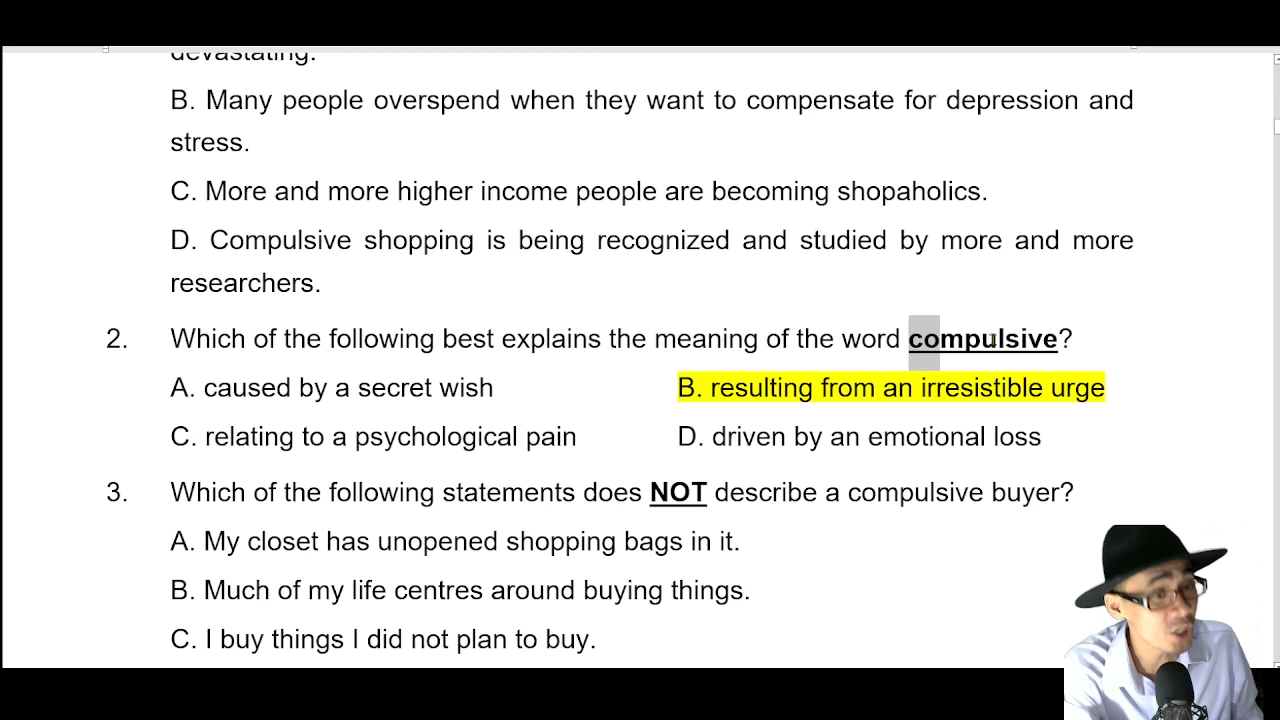 devastating.
B. Many people overspend when they want to compensate for depression and
stress.
C. More and more higher income people are becoming shopaholics.
D. Compulsive shopping is being recognized and studied by more and more
researchers.
2. Which of the following best explains the meaning of the word compulsive?
A. caused by a secret wish B. resulting from an irresistible urge
C. relating to a psychological pain D. driven by an emotional loss
3. Which of the following statements does NOT describe a compulsive buyer?
A. My closet has unopened shopping bags in it.
B. Much of my life centres around buying things.
C. I buy things I did not plan to buy.